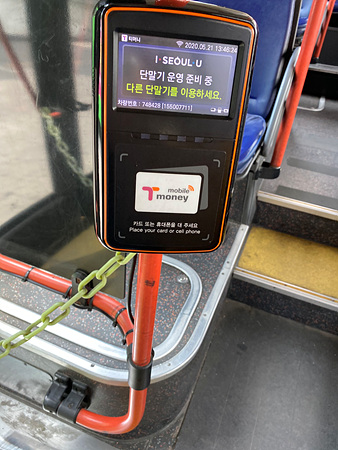 티머니 2020.05.21 13:46:34
I·SEOUL·U
단말기 운영 준비 중
다른 단말기를 이용하세요.
차량번호 : 748428 [155007711]
mobile
T money
카드 또는 휴대폰을 대 주세요
Place your card or cell phone